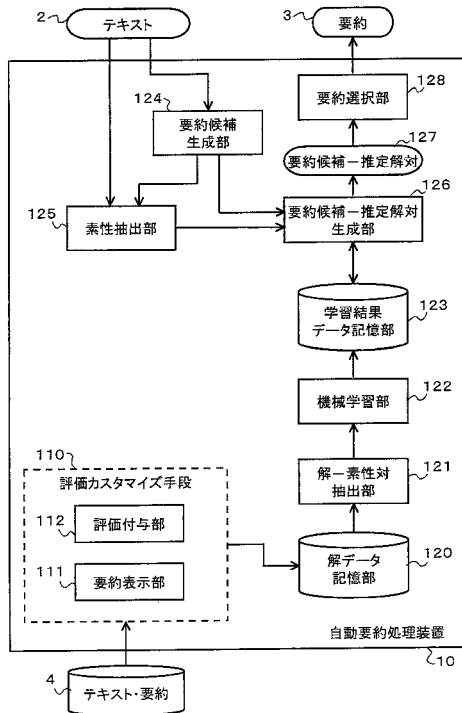 2
テキスト
3
要約
124
要約候補
生成部
要約選択部
128
127
要約候補－推定解対
126
要約候補－推定解対
生成部
125
素性抽出部
学習結果
データ記憶部
123
122
機械学習部
110
評価カスタマイズ手段
112
評価付与部
111
要約表示部
解－素性対
抽出部
121
解データ
記憶部
120
自動要約処理装置
10
4
テキスト・要約